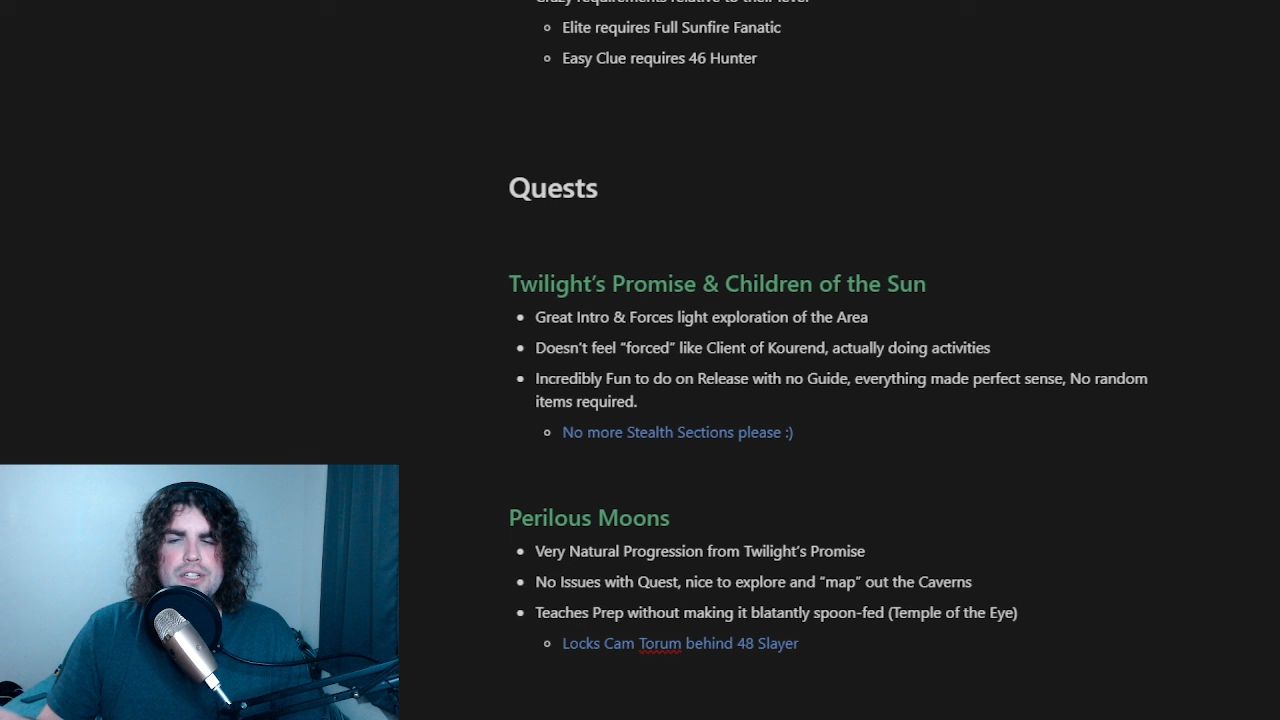 Elite requires Full Sunfire Fanatic
Easy Clue requires 46 Hunter
Quests
Twilight's Promise & Children of the Sun
Great Intro & Forces light exploration of the Area
Doesn't feel “forced” like Client of Kourend, actually doing activities
Incredibly Fun to do on Release with no Guide, everything made perfect sense, No random
items required.
No more Stealth Sections please :)
Perilous Moons
Very Natural Progression from Twilight's Promise
No Issues with Quest, nice to explore and “map” out the Caverns
Teaches Prep without making it blatantly spoon-fed (Temple of the Eye)
Locks Cam Torum behind 48 Slayer